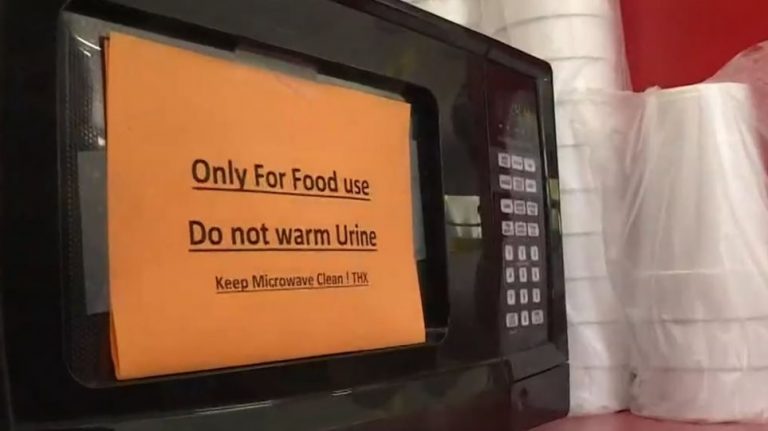 Only For Food use
Do not warm Urine
Keep Microwave Clean ! THX